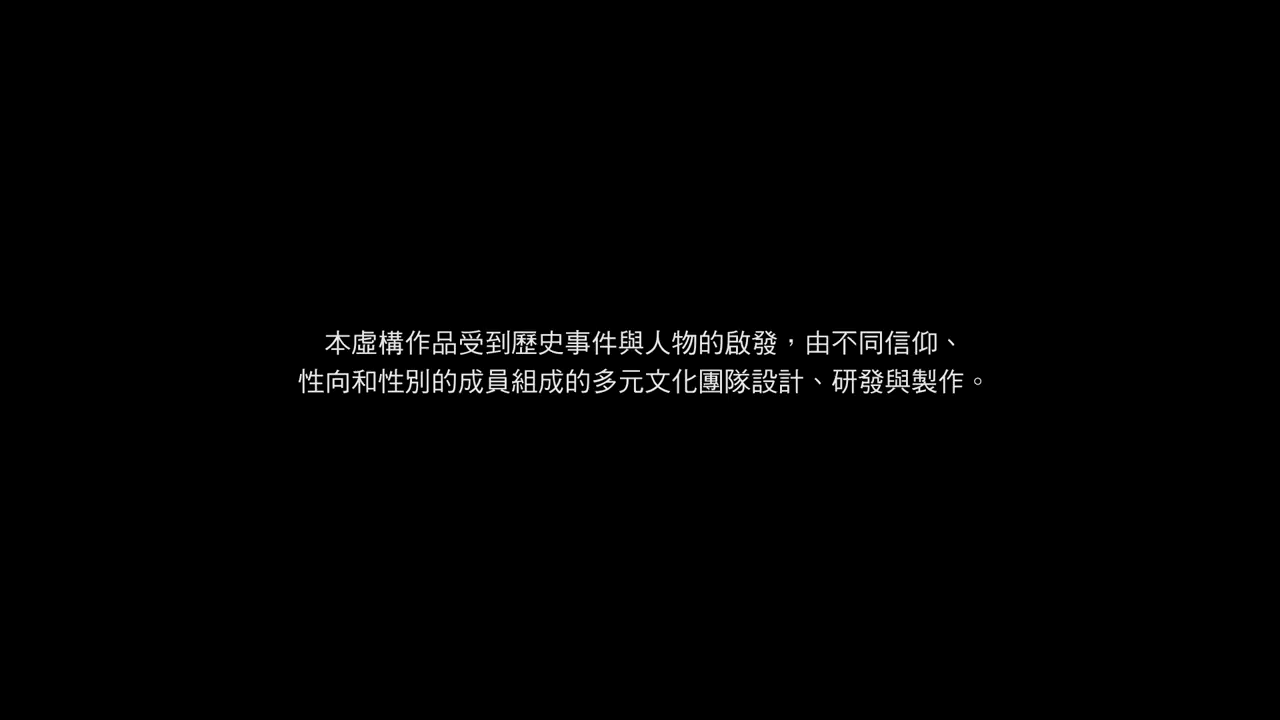 本虛構作品受到歷史事件與人物的啟發，由不同信仰、
性向和性別的成員組成的多元文化團隊設計、研發與製作。